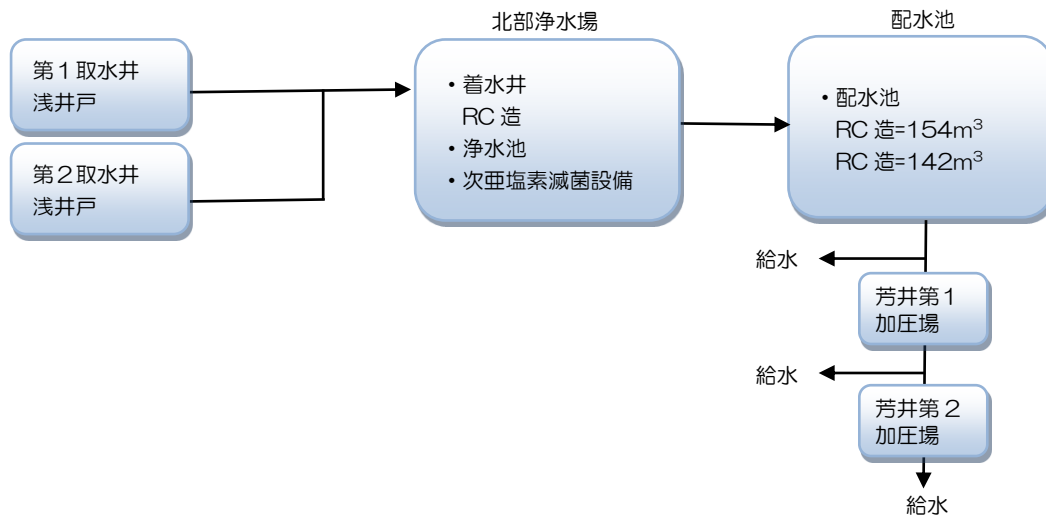 北部浄水場
配水池
第１取水井
浅井戸
第２取水井
浅井戸
・着水井
RC 造
・浄水池
・次亜塩素滅菌設備
・配水池
RC 造=154m³
RC 造=142m³
給水
芳井第１
加圧場
給水
芳井第２
加圧場
給水